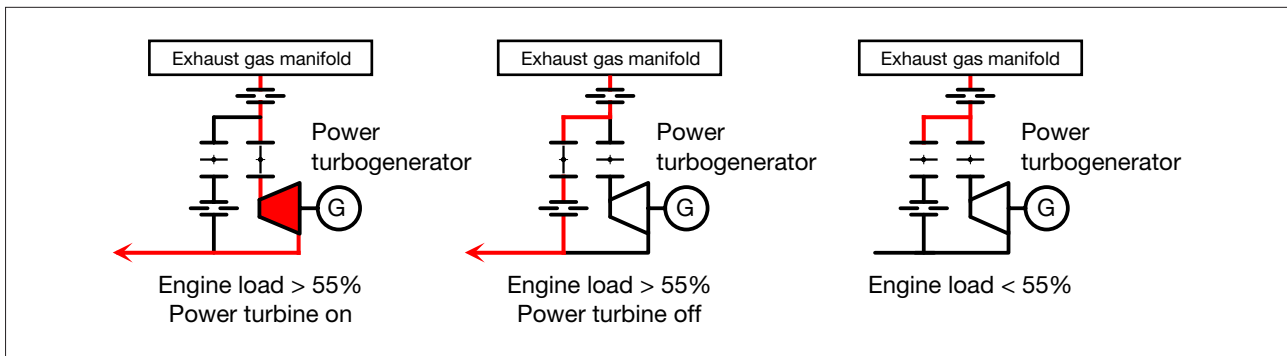 Exhaust gas manifold
Power
turbogenerator
G
Engine load > 55%
Power turbine on
Exhaust gas manifold
Power
turbogenerator
G
Engine load > 55%
Power turbine off
Exhaust gas manifold
Power
turbogenerator
G
Engine load < 55%